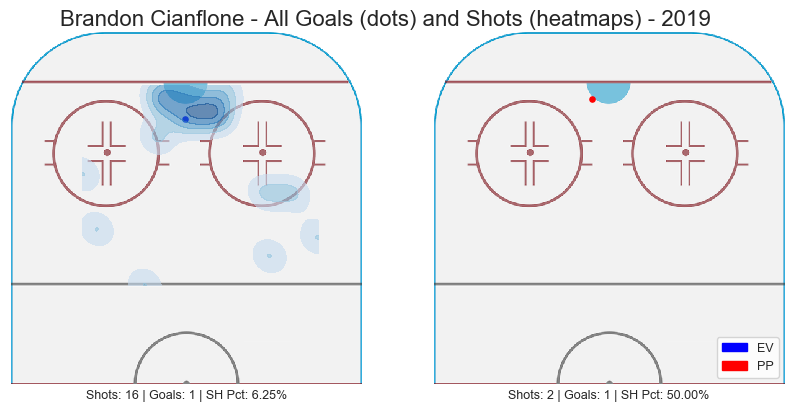 Brandon Cianflone - All Goals (dots) and Shots (heatmaps) - 2019
EV
PP
Shots: 16 | Goals: 1 | SH Pct: 6.25%
Shots: 2 | Goals: 1 | SH Pct: 50.00%